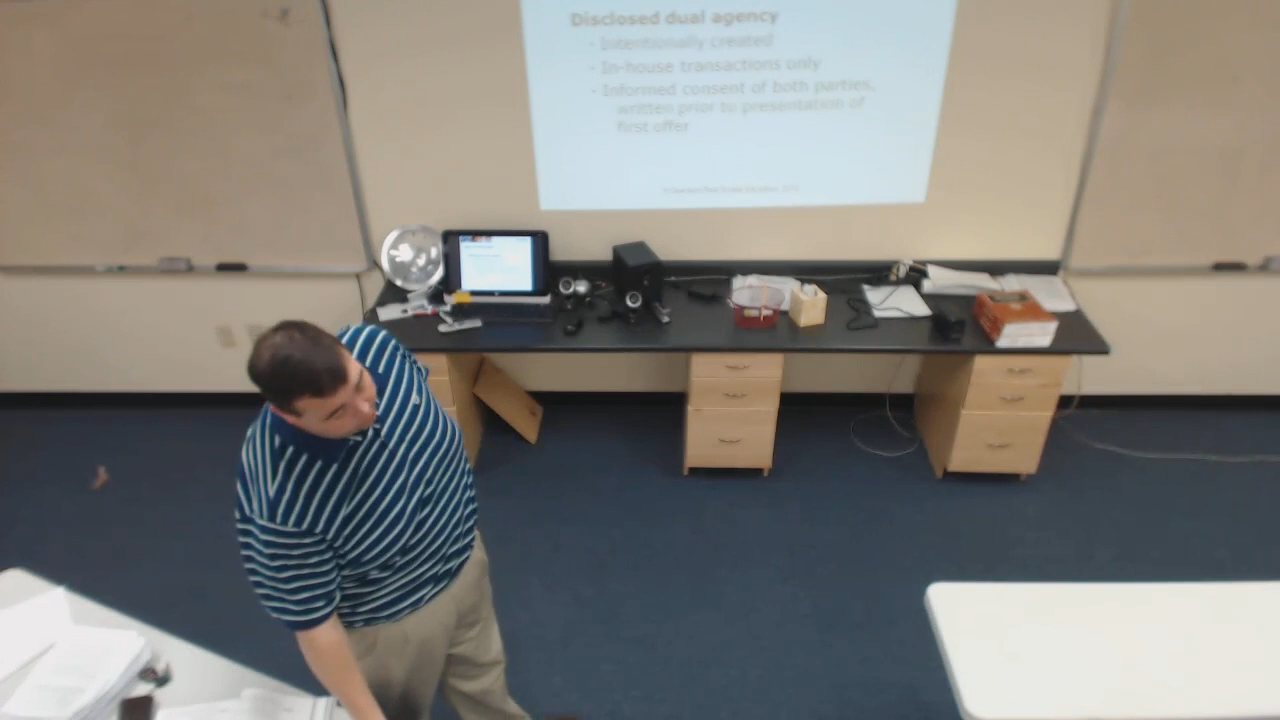 Disclosed dual agency
- Intentionally created
- In-house transactions only
- Informed consent of both parties,
written prior to presentation of
first offer